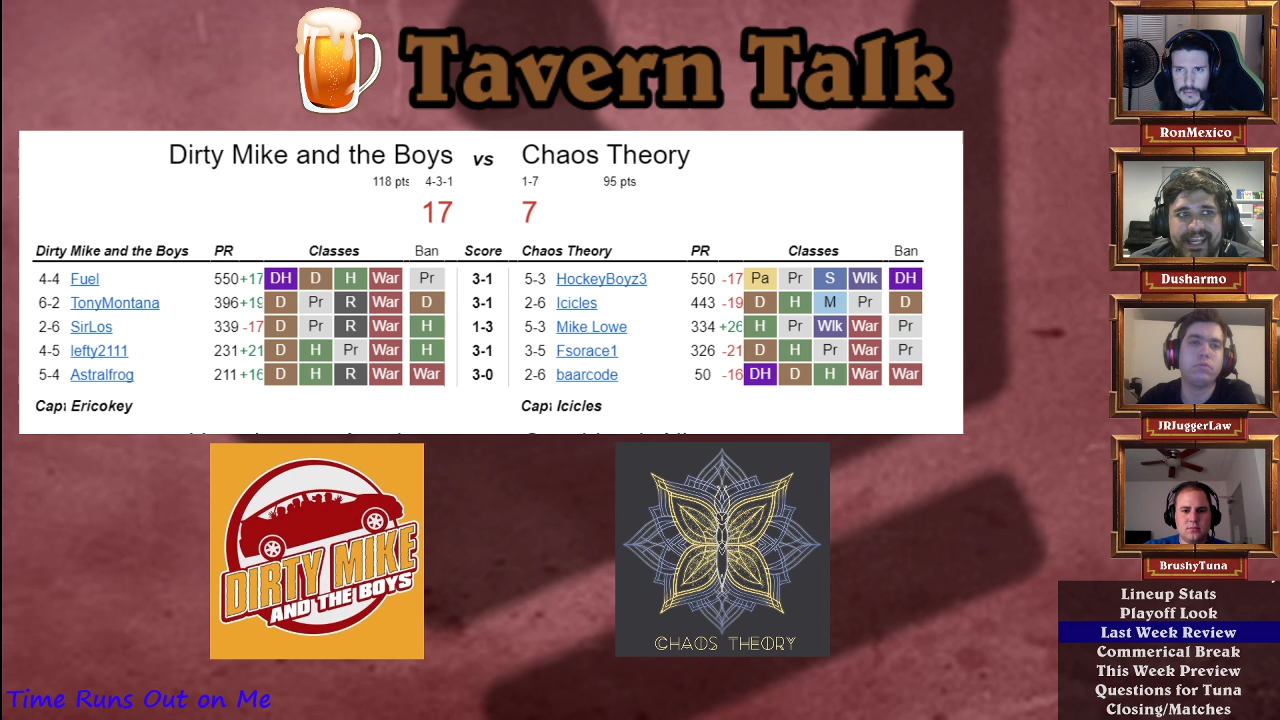 Tavern Talk
RonMexico
Dusharmo
JRJuggerLaw
BrushyTuna
Dirty Mike and the Boys vs Chaos Theory
118 pts 4-3-1 1-7 95 pts
17 7
Dirty Mike and the Boys PR Classes Ban Score Chaos Theory PR Classes Ban
4-4 Fuel 550 +17 DH D H War Pr 3-1 5-3 HockeyBoyz3 550 -17 Pa Pr S Wlk DH
6-2 TonyMontana 396 +19 D Pr R War D 3-1 2-6 Icicles 443 -19 D H M Pr D
2-6 SirLos 339 -17 D Pr R War H 1-3 5-3 Mike Lowe 334 +26 H Pr Wlk War Pr
4-5 lefty2111 231 +21 D H Pr War H 3-1 3-5 Fsorace1 326 -21 D H Pr War Pr
5-4 Astralfrog 211 +16 D H R War War 3-0 2-6 baarcode 50 -16 DH D H War War
Ericokey Icicles
DIRTY MIKE
AND THE BOYS
CHAOS THEORY
Lineup Stats
Playoff Look
Last Week Review
Commerical Break
This Week Preview
Questions for Tuna
Closing/Matches
Time Runs Out on Me